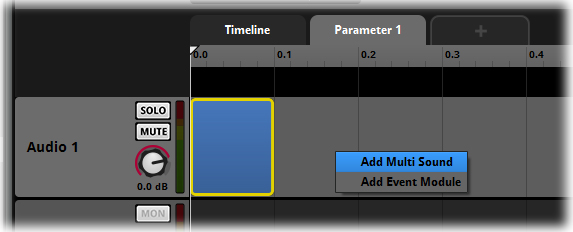 Timeline
Parameter 1
+
0.0
0.1
0.2
0.3
0.4
SOLO
Audio 1
MUTE
0.0 dB
Add Multi Sound
Add Event Module
MON